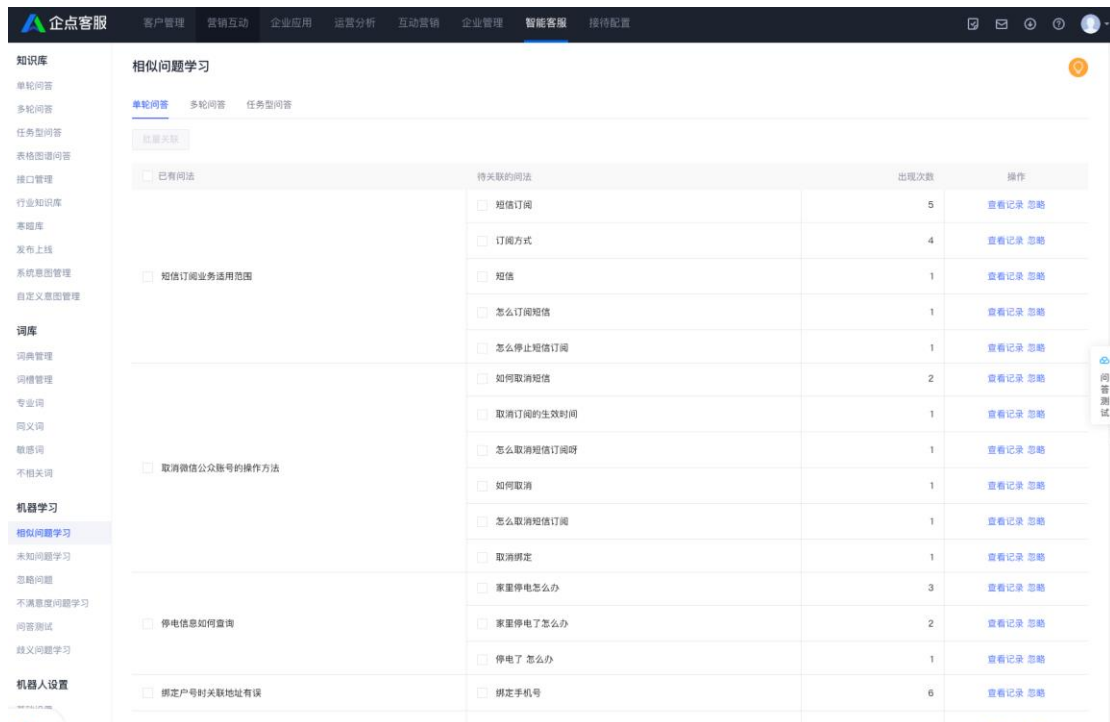 企点客服 客户管理 营销互动 企业应用 运营分析 互动营销 企业管理 智能客服 接待配置
知识库
单轮问答
多轮问答
任务型问答
表格图谱问答
接口管理
行业知识库
寒暄库
发布上线
系统意图管理
自定义意图管理
词库
词典管理
词槽管理
专业词
同义词
敏感词
不相关词
机器学习
相似问题学习
未知问题学习
忽略问题
不满意度问题学习
问答测试
歧义问题学习
机器人设置
相似问题学习
单轮问答 多轮问答 任务型问答
批量关联
已有问法 待关联的问法 出现次数 操作
短信订阅业务适用范围
短信订阅 5 查看记录 忽略
订阅方式 4 查看记录 忽略
短信 1 查看记录 忽略
怎么订阅短信 1 查看记录 忽略
怎么停止短信订阅 1 查看记录 忽略
取消微信公众账号的操作方法
如何取消短信 2 查看记录 忽略
取消订阅的生效时间 1 查看记录 忽略
怎么取消短信订阅呀 1 查看记录 忽略
如何取消 1 查看记录 忽略
怎么取消短信订阅 1 查看记录 忽略
取消绑定 1 查看记录 忽略
停电信息如何查询
家里停电怎么办 3 查看记录 忽略
家里停电了怎么办 2 查看记录 忽略
停电了 怎么办 1 查看记录 忽略
绑定户号时关联地址有误 绑定手机号 6 查看记录 忽略
问答测试